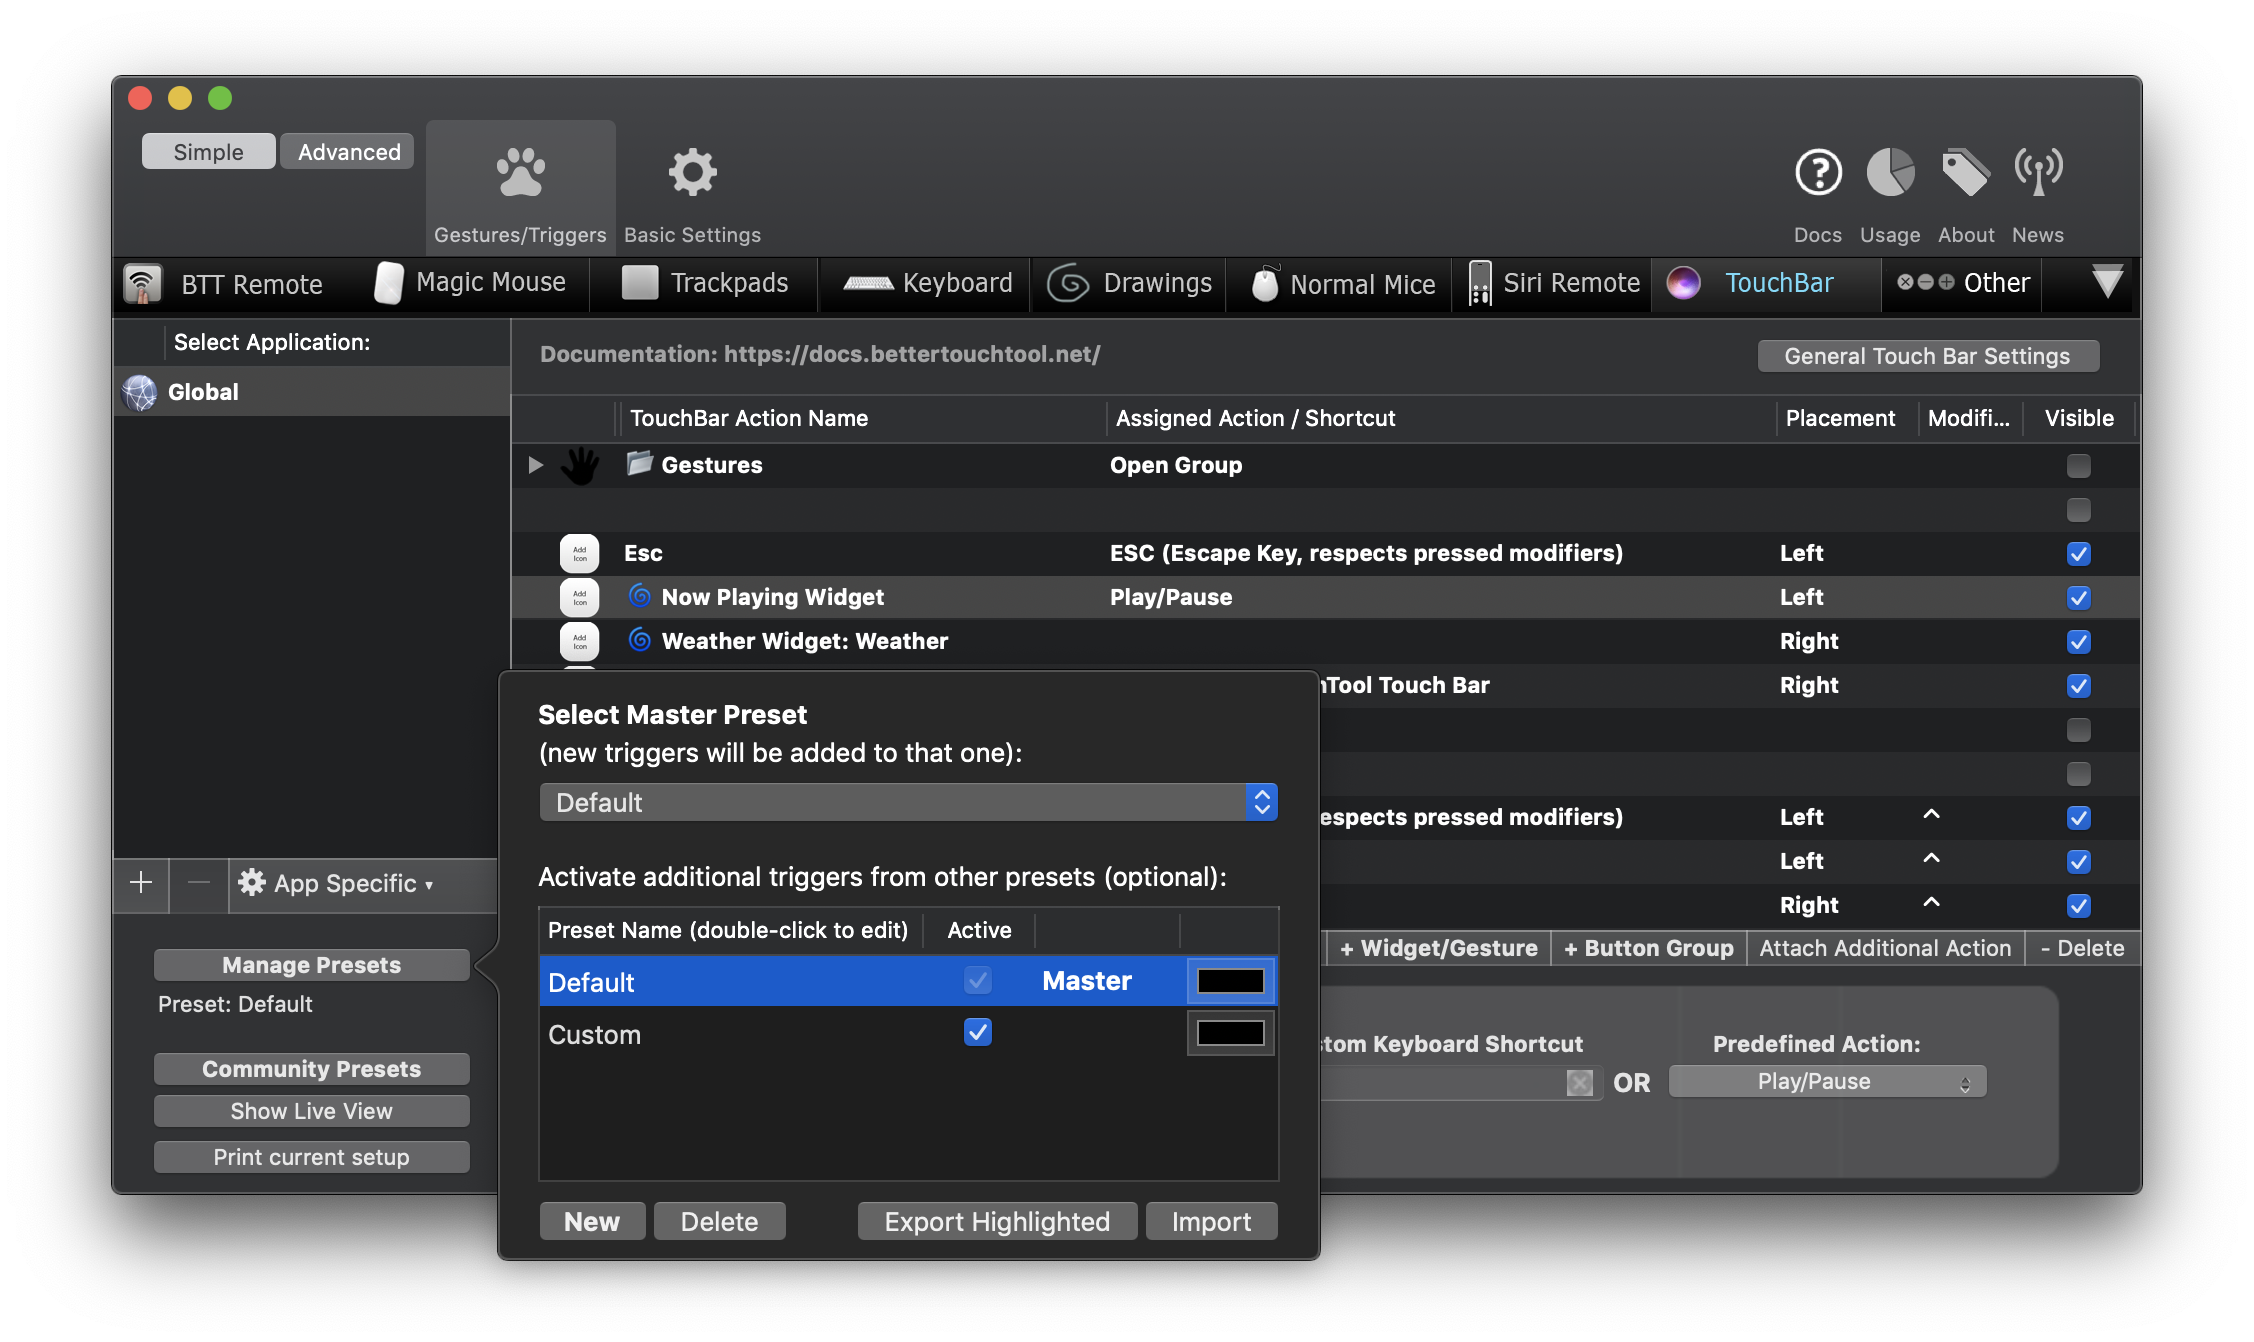 Simple
Advanced
Gestures/Triggers
Basic Settings
Docs
Usage
About
News
BTT Remote
Magic Mouse
Trackpads
Keyboard
Drawings
Normal Mice
Siri Remote
TouchBar
Other
Select Application:
Global
Documentation: https://docs.bettertouchtool.net/
General Touch Bar Settings
TouchBar Action Name
Assigned Action / Shortcut
Placement
Modifi...
Visible
Gestures
Open Group
Add Icon
Esc
ESC (Escape Key, respects pressed modifiers)
Left
Add Icon
Now Playing Widget
Play/Pause
Left
Add Icon
Weather Widget: Weather
Right
Tool Touch Bar
Right
espects pressed modifiers)
Left
^
Left
^
Right
^
+
−
App Specific ▾
Manage Presets
Preset: Default
Community Presets
Show Live View
Print current setup
Select Master Preset
(new triggers will be added to that one):
Default
Activate additional triggers from other presets (optional):
Preset Name (double-click to edit)
Active
Default
Master
Custom
New
Delete
Export Highlighted
Import
+ Widget/Gesture
+ Button Group
Attach Additional Action
- Delete
tom Keyboard Shortcut
OR
Predefined Action:
Play/Pause